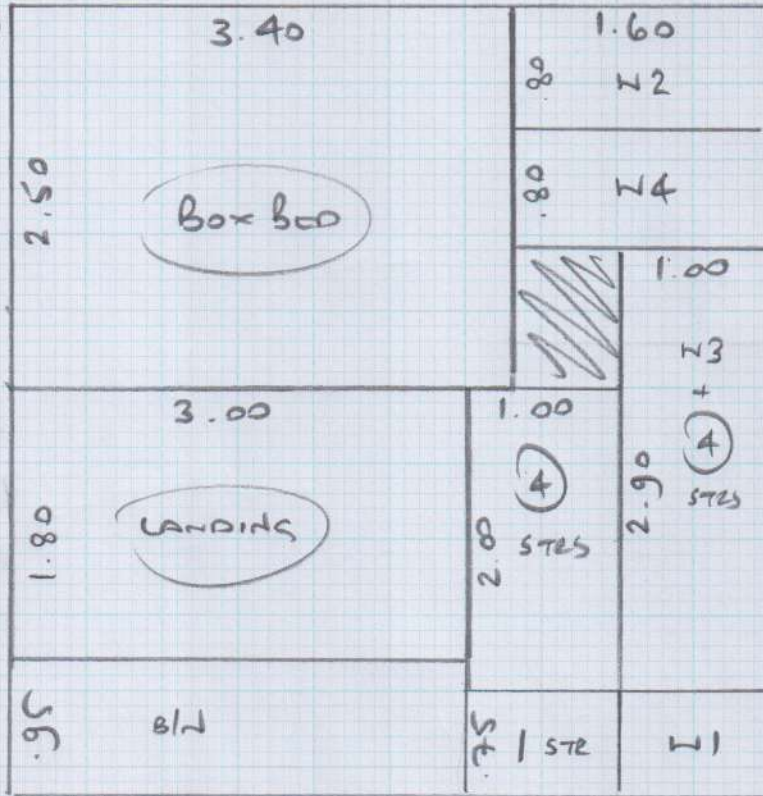 3.40
2.50
BOX BED
1.60
.80
W2
.80
W4
1.00
W3
+
4
STRS
2.90
3.00
1.80
LANDING
1.00
4
STRS
2.00
.95
B/W
.75
1 STR
W1